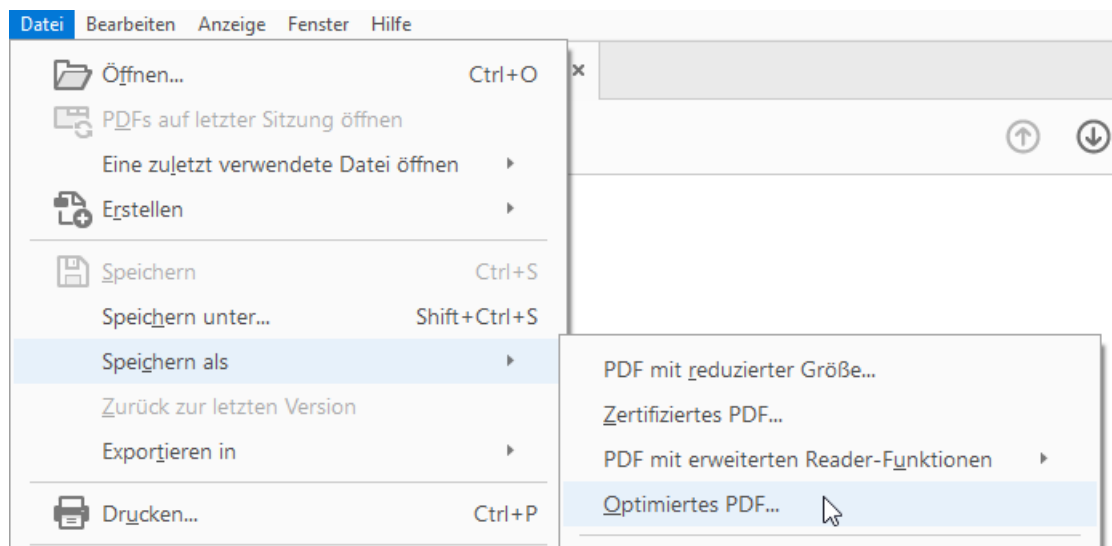 Datei Bearbeiten Anzeige Fenster Hilfe
Öffnen... Ctrl+O
PDFs auf letzter Sitzung öffnen
Eine zuletzt verwendete Datei öffnen
Erstellen
Speichern Ctrl+S
Speichern unter... Shift+Ctrl+S
Speichern als
Zurück zur letzten Version
Exportieren in
Drucken... Ctrl+P
PDF mit reduzierter Größe...
Zertifiziertes PDF...
PDF mit erweiterten Reader-Funktionen
Optimiertes PDF...